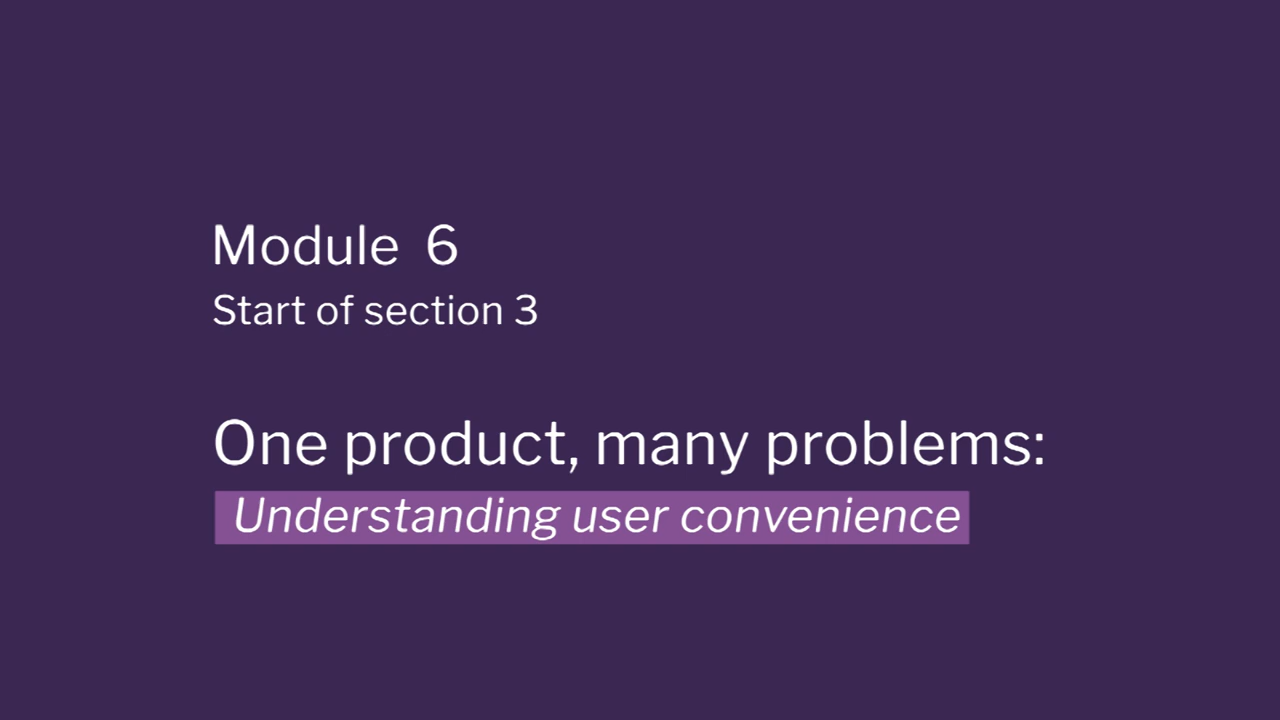 Module 6
Start of section 3
One product, many problems:
Understanding user convenience